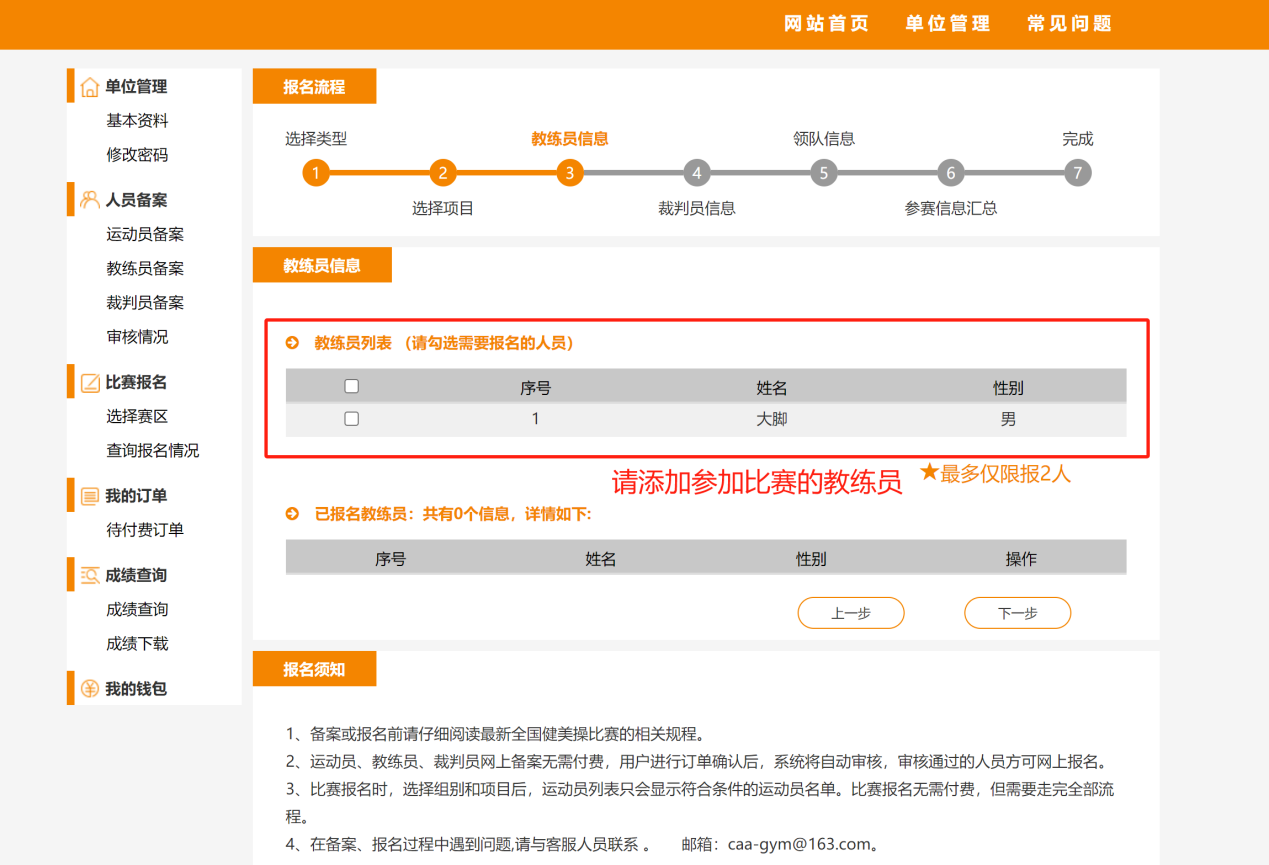 网站首页 单位管理 常见问题
单位管理
基本资料
修改密码
人员备案
运动员备案
教练员备案
裁判员备案
审核情况
比赛报名
选择赛区
查询报名情况
我的订单
待付费订单
成绩查询
成绩查询
成绩下载
我的钱包
报名流程
选择类型 教练员信息 领队信息 完成
1 2 3 4 5 6 7
选择项目 裁判员信息 参赛信息汇总
教练员信息
教练员列表 （请勾选需要报名的人员）
序号 姓名 性别
1 大脚 男
请添加参加比赛的教练员 ★最多仅限报2人
已报名教练员：共有0个信息，详情如下:
序号 姓名 性别 操作
上一步 下一步
报名须知
1、备案或报名前请仔细阅读最新全国健美操比赛的相关规程。
2、运动员、教练员、裁判员网上备案无需付费，用户进行订单确认后，系统将自动审核，审核通过的人员方可网上报名。
3、比赛报名时，选择组别和项目后，运动员列表只会显示符合条件的运动员名单。比赛报名无需付费，但需要走完全部流
程。
4、在备案、报名过程中遇到问题,请与客服人员联系 。 邮箱：caa-gym@163.com。